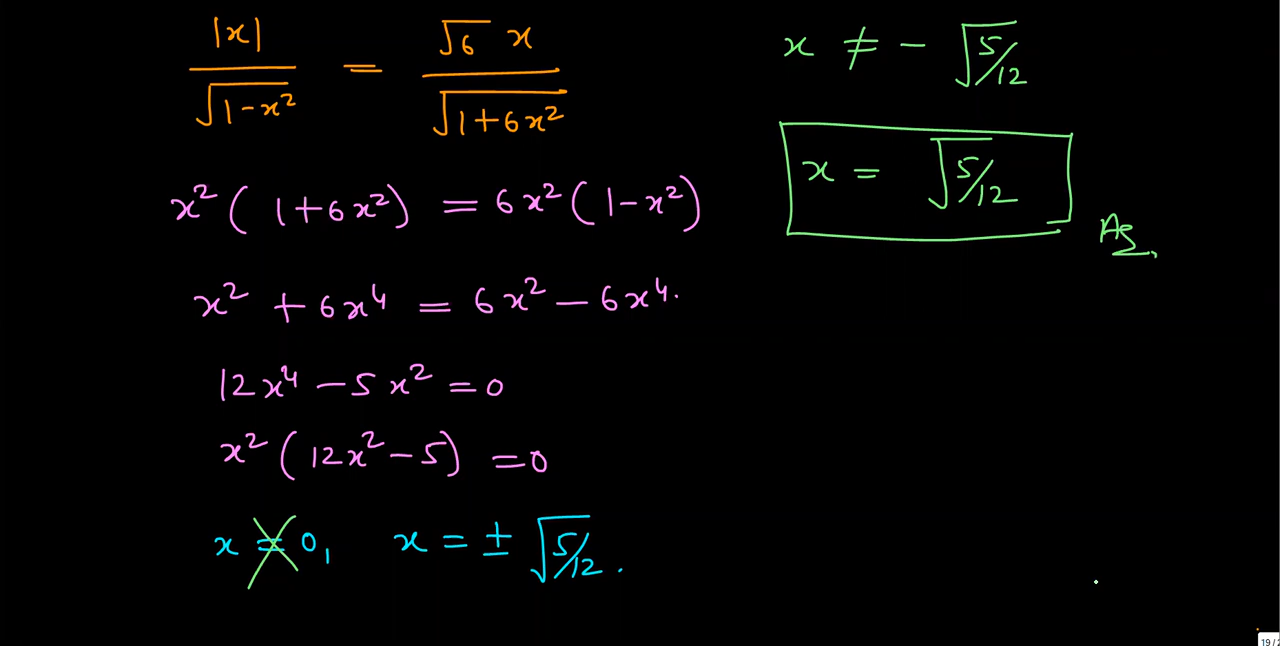 |x| / √(1-x²) = √6 x / √(1+6x²)
x² ( 1+6x² ) = 6x² ( 1-x² )
x² + 6x⁴ = 6x² - 6x⁴.
12x⁴ - 5x² = 0
x² ( 12x² - 5 ) = 0
x = 0, x = ± √5/12 .
x ≠ - √5/12
x = √5/12